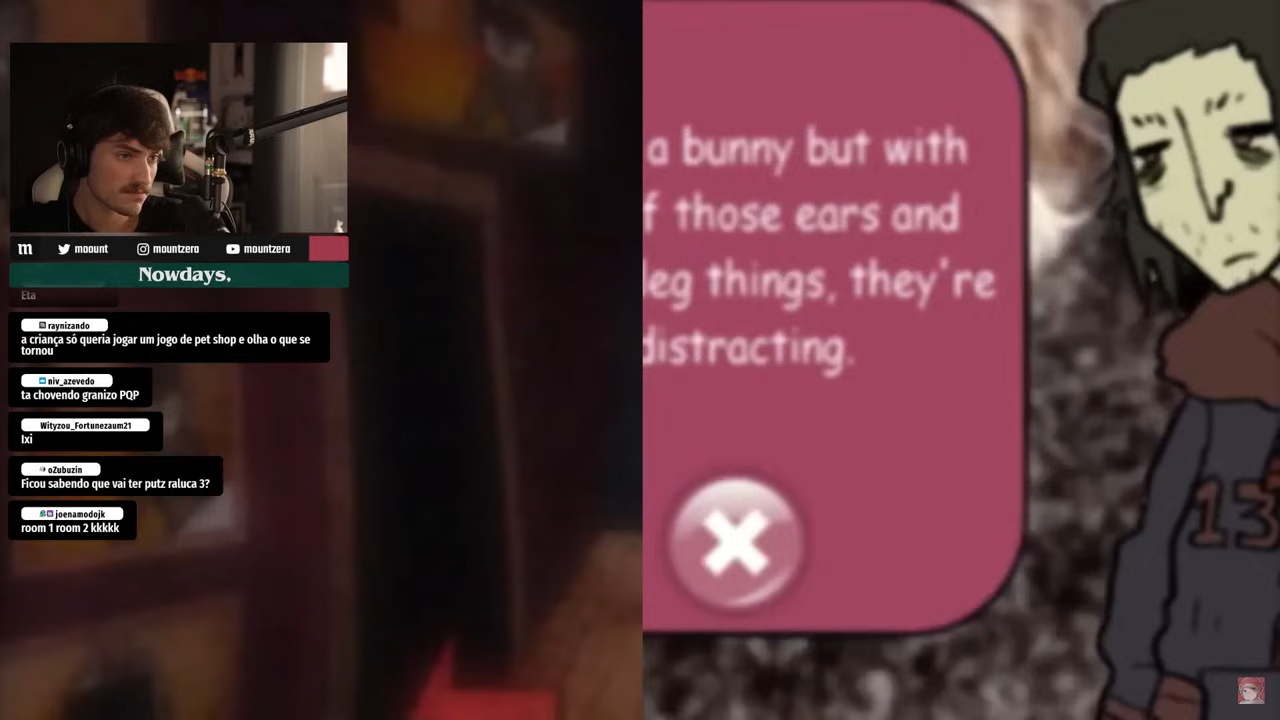 m moount mountzera mountzera
Nowdays,
Eta
raynizando
a criança só queria jogar um jogo de pet shop e olha o que se
tornou
niv_azevedo
ta chovendo granizo PQP
Wityzou_Fortunezaum21
Ixi
oZubuzin
Ficou sabendo que vai ter putz raluca 3?
joenamodojk
room 1 room 2 kkkkk
a bunny but with
f those ears and
leg things, they're
distracting.
13